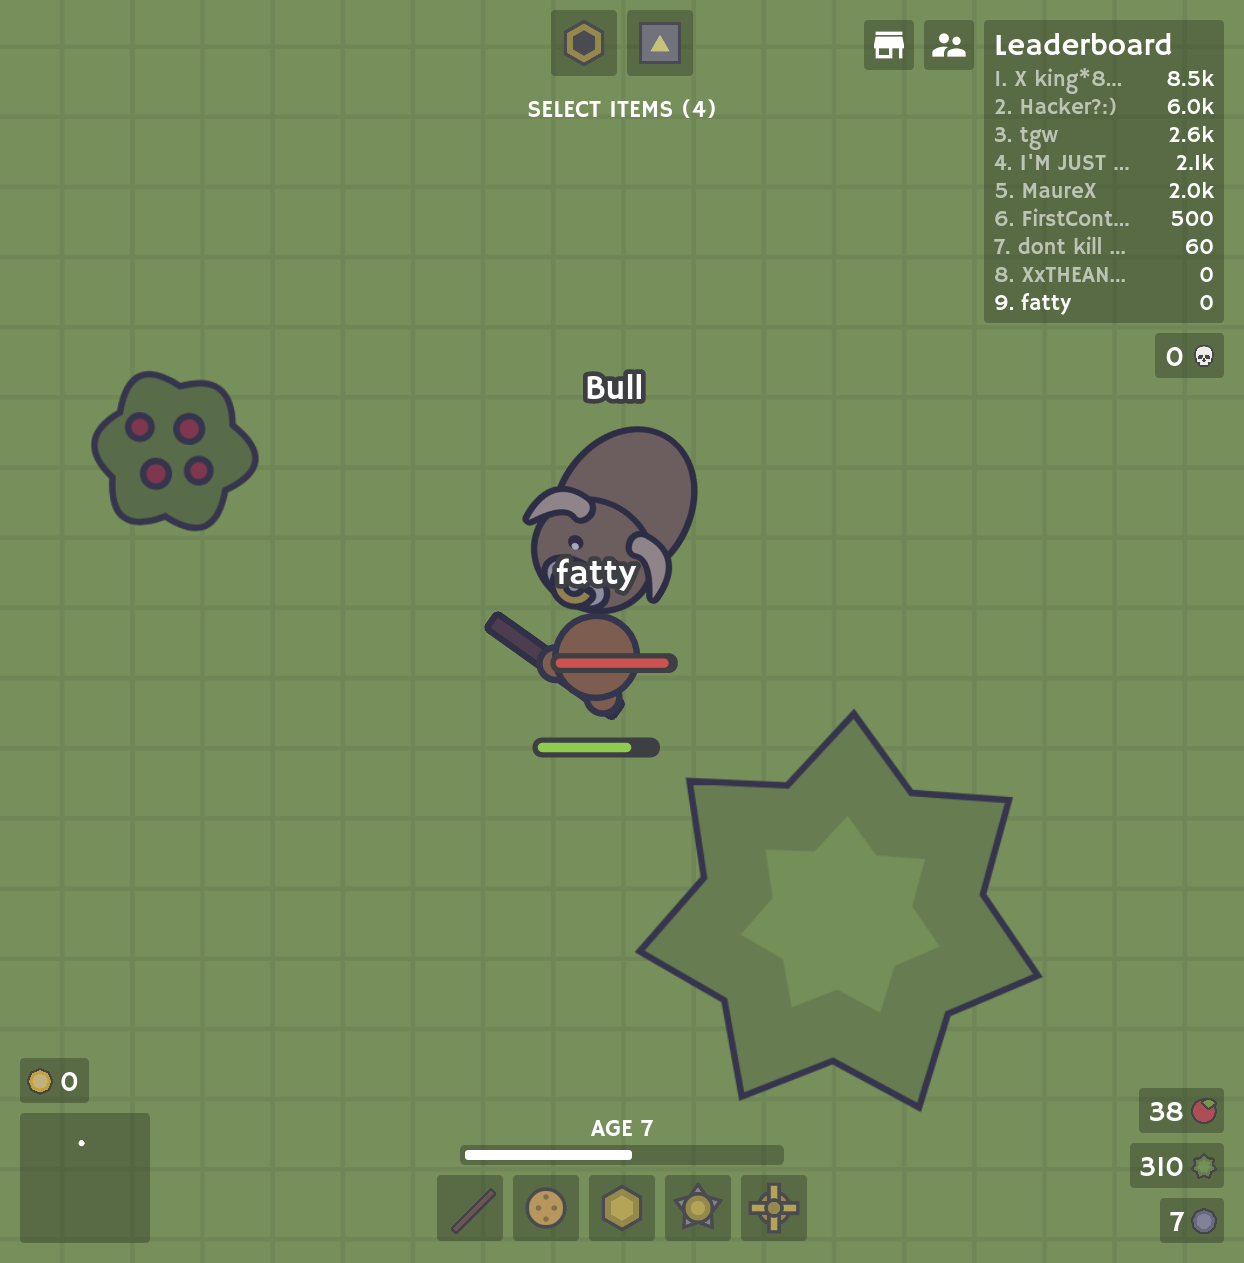 SELECT ITEMS (4)
Leaderboard
1. X king*8... 8.5k
2. Hacker?:) 6.0k
3. tgw 2.6k
4. I'M JUST ... 2.1k
5. MaureX 2.0k
6. FirstCont... 500
7. dont kill ... 60
8. XxTHEAN... 0
9. fatty 0
0
Bull
fatty
0
AGE 7
38
310
7